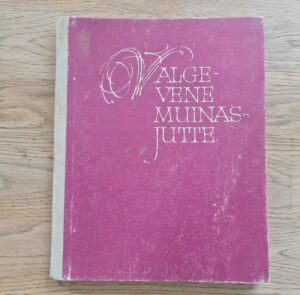 VALGE-
VENE
MUINAS-
JUTTE